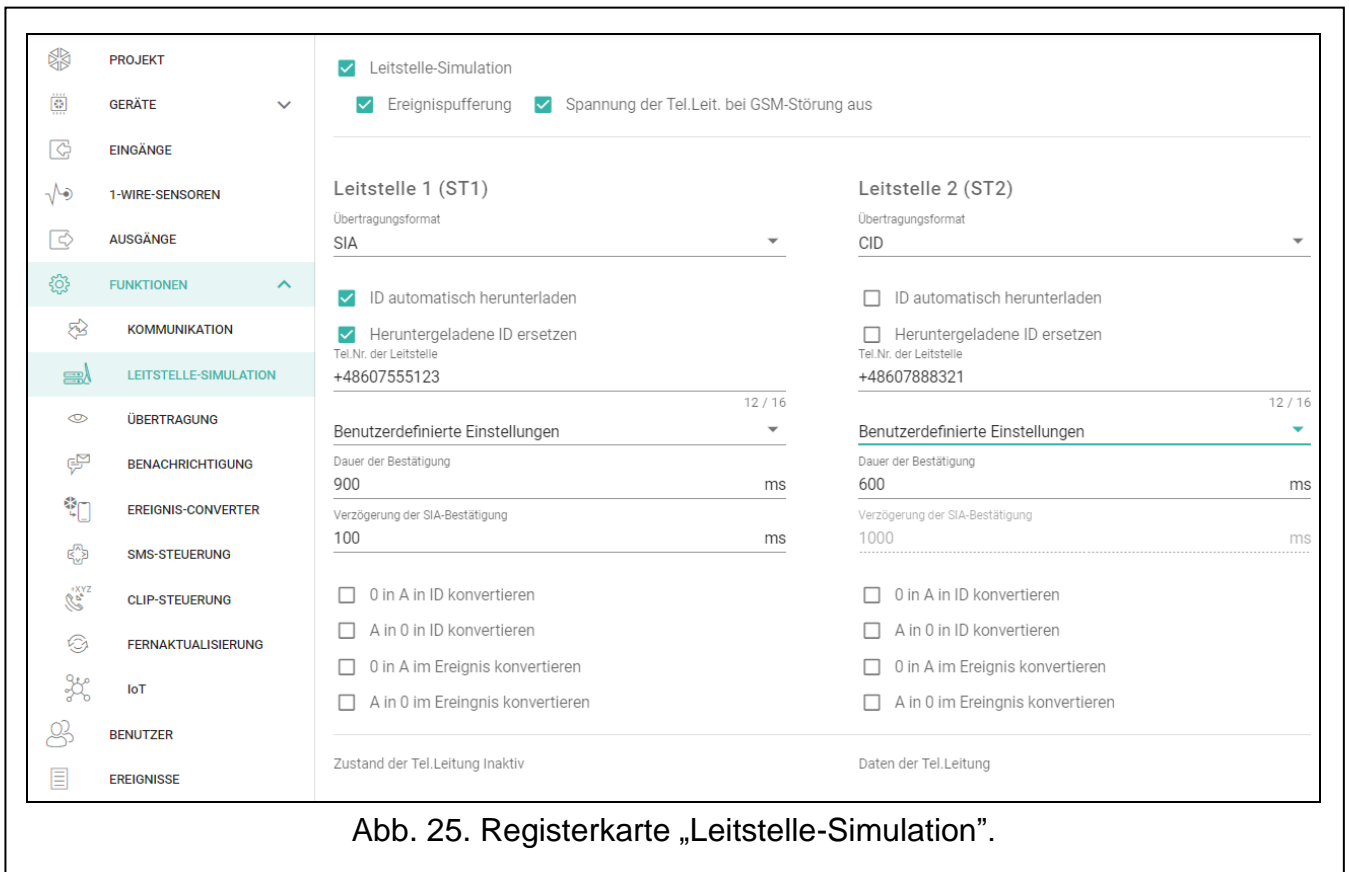 PROJEKT
GERÄTE
EINGÄNGE
1-WIRE-SENSOREN
AUSGÄNGE
FUNKTIONEN
KOMMUNIKATION
LEITSTELLE-SIMULATION
ÜBERTRAGUNG
BENACHRICHTIGUNG
EREIGNIS-CONVERTER
SMS-STEUERUNG
+XYZ
CLIP-STEUERUNG
FERNAKTUALISIERUNG
IoT
BENUTZER
EREIGNISSE
Leitstelle-Simulation
Ereignispufferung Spannung der Tel.Leit. bei GSM-Störung aus
Leitstelle 1 (ST1)
Übertragungsformat
SIA
ID automatisch herunterladen
Heruntergeladene ID ersetzen
Tel.Nr. der Leitstelle
+48607555123
12 / 16
Benutzerdefinierte Einstellungen
Dauer der Bestätigung
900 ms
Verzögerung der SIA-Bestätigung
100 ms
0 in A in ID konvertieren
A in 0 in ID konvertieren
0 in A im Ereignis konvertieren
A in 0 im Ereingnis konvertieren
Zustand der Tel.Leitung Inaktiv
Leitstelle 2 (ST2)
Übertragungsformat
CID
ID automatisch herunterladen
Heruntergeladene ID ersetzen
Tel.Nr. der Leitstelle
+48607888321
12 / 16
Benutzerdefinierte Einstellungen
Dauer der Bestätigung
600 ms
Verzögerung der SIA-Bestätigung
1000 ms
0 in A in ID konvertieren
A in 0 in ID konvertieren
0 in A im Ereignis konvertieren
A in 0 im Ereingnis konvertieren
Daten der Tel.Leitung
Abb. 25. Registerkarte „Leitstelle-Simulation”.